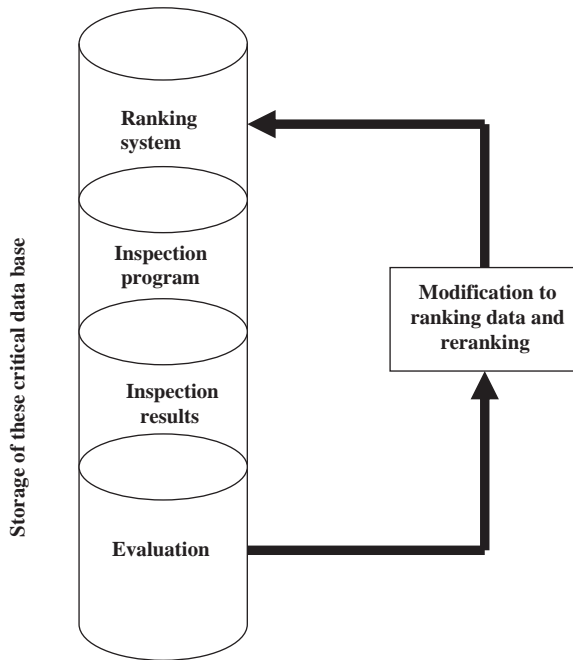 Storage of these critical data base
Ranking
system
Inspection
program
Inspection
results
Evaluation
Modification to
ranking data and
reranking